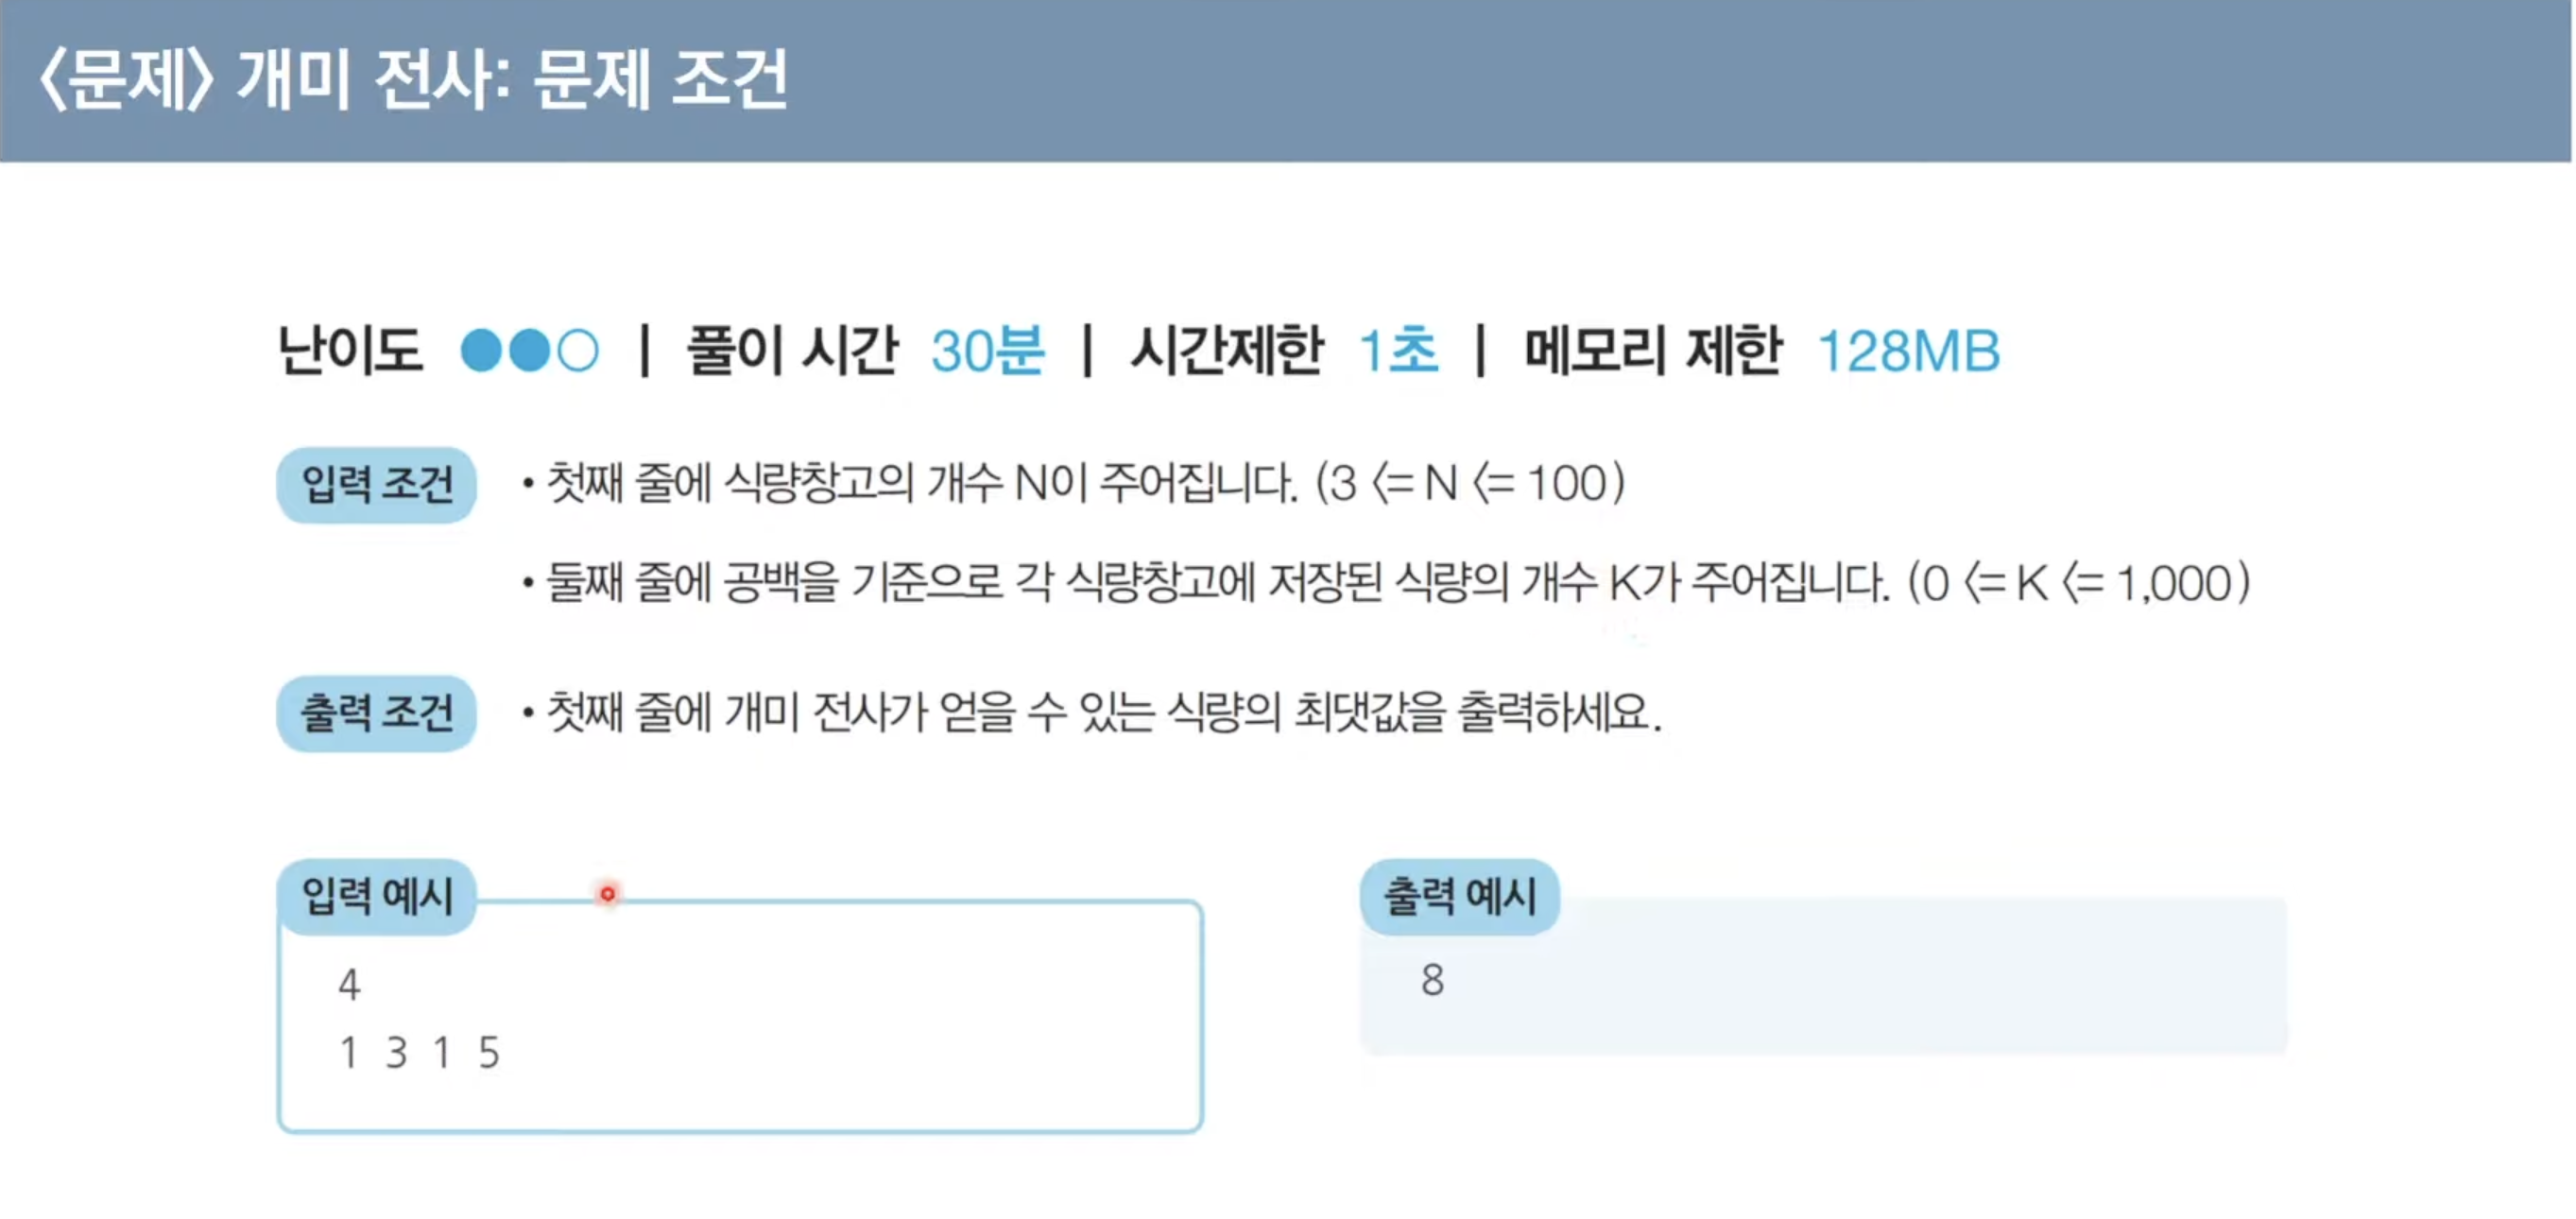 〈문제〉 개미 전사: 문제 조건
난이도 ●●○ | 풀이 시간 30분 | 시간제한 1초 | 메모리 제한 128MB
입력 조건 • 첫째 줄에 식량창고의 개수 N이 주어집니다. (3 <= N <= 100)
• 둘째 줄에 공백을 기준으로 각 식량창고에 저장된 식량의 개수 K가 주어집니다. (0 <= K <= 1,000)
출력 조건 • 첫째 줄에 개미 전사가 얻을 수 있는 식량의 최댓값을 출력하세요.
입력 예시
4
1 3 1 5
출력 예시
8